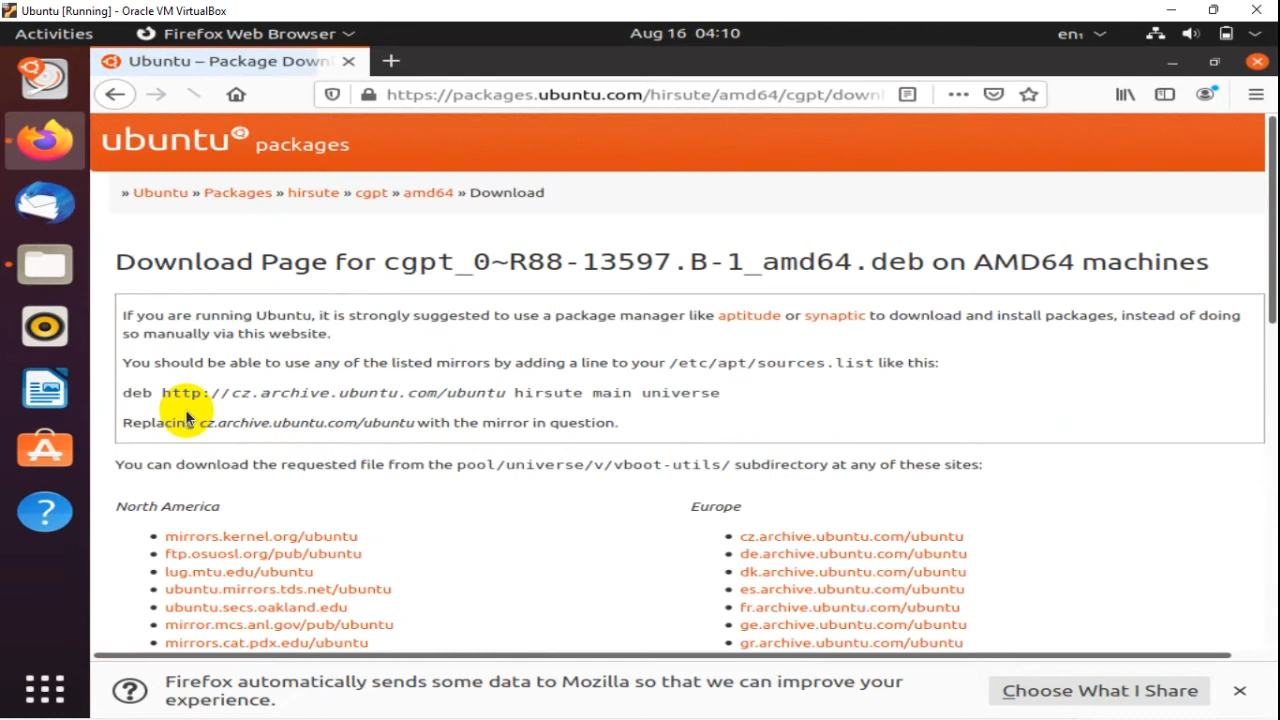 Ubuntu [Running] - Oracle VM VirtualBox
Activities Firefox Web Browser Aug 16 04:10 en₁
Ubuntu – Package Down
https://packages.ubuntu.com/hirsute/amd64/cgpt/downl
ubuntu packages
» Ubuntu » Packages » hirsute » cgpt » amd64 » Download
Download Page for cgpt_0~R88-13597.B-1_amd64.deb on AMD64 machines
If you are running Ubuntu, it is strongly suggested to use a package manager like aptitude or synaptic to download and install packages, instead of doing
so manually via this website.
You should be able to use any of the listed mirrors by adding a line to your /etc/apt/sources.list like this:
deb http://cz.archive.ubuntu.com/ubuntu hirsute main universe
Replacing cz.archive.ubuntu.com/ubuntu with the mirror in question.
You can download the requested file from the pool/universe/v/vboot-utils/ subdirectory at any of these sites:
North America
mirrors.kernel.org/ubuntu
ftp.osuosl.org/pub/ubuntu
lug.mtu.edu/ubuntu
ubuntu.mirrors.tds.net/ubuntu
ubuntu.secs.oakland.edu
mirror.mcs.anl.gov/pub/ubuntu
mirrors.cat.pdx.edu/ubuntu
Europe
cz.archive.ubuntu.com/ubuntu
de.archive.ubuntu.com/ubuntu
dk.archive.ubuntu.com/ubuntu
es.archive.ubuntu.com/ubuntu
fr.archive.ubuntu.com/ubuntu
ge.archive.ubuntu.com/ubuntu
gr.archive.ubuntu.com/ubuntu
Firefox automatically sends some data to Mozilla so that we can improve your
experience.
Choose What I Share